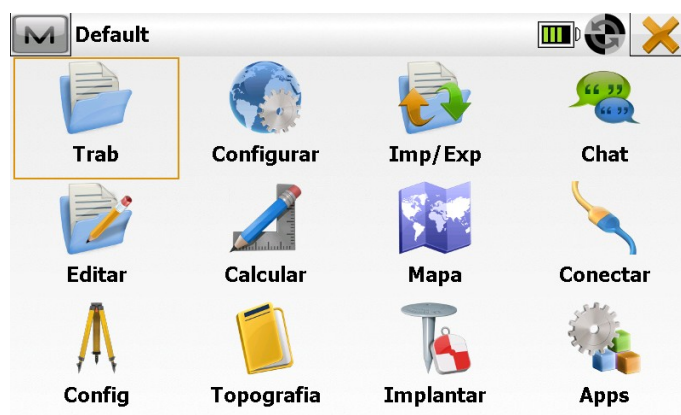 M Default
Trab Configurar Imp/Exp Chat
Editar Calcular Mapa Conectar
Config Topografia Implantar Apps